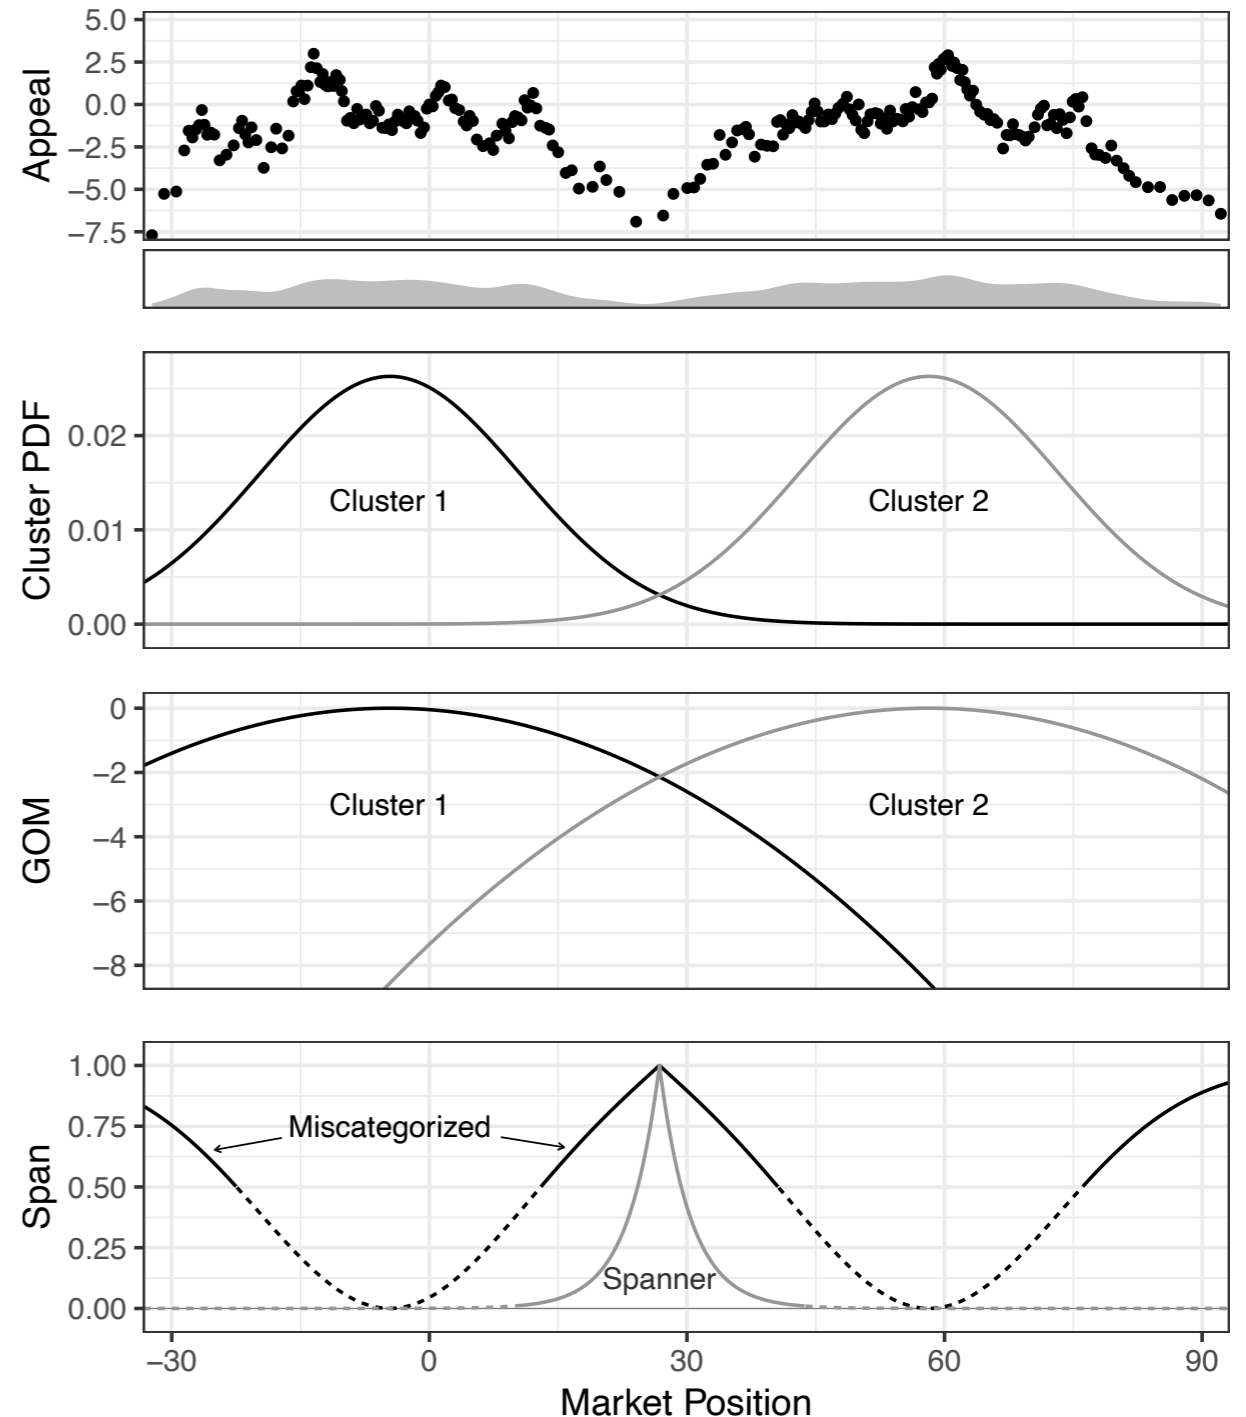 Appeal
5.0
2.5
0.0
−2.5
−5.0
−7.5
Cluster PDF
0.02
0.01
0.00
Cluster 1
Cluster 2
GOM
0
−2
−4
−6
−8
Cluster 1
Cluster 2
Span
1.00
0.75
0.50
0.25
0.00
Miscategorized
Spanner
−30 0 30 60 90
Market Position